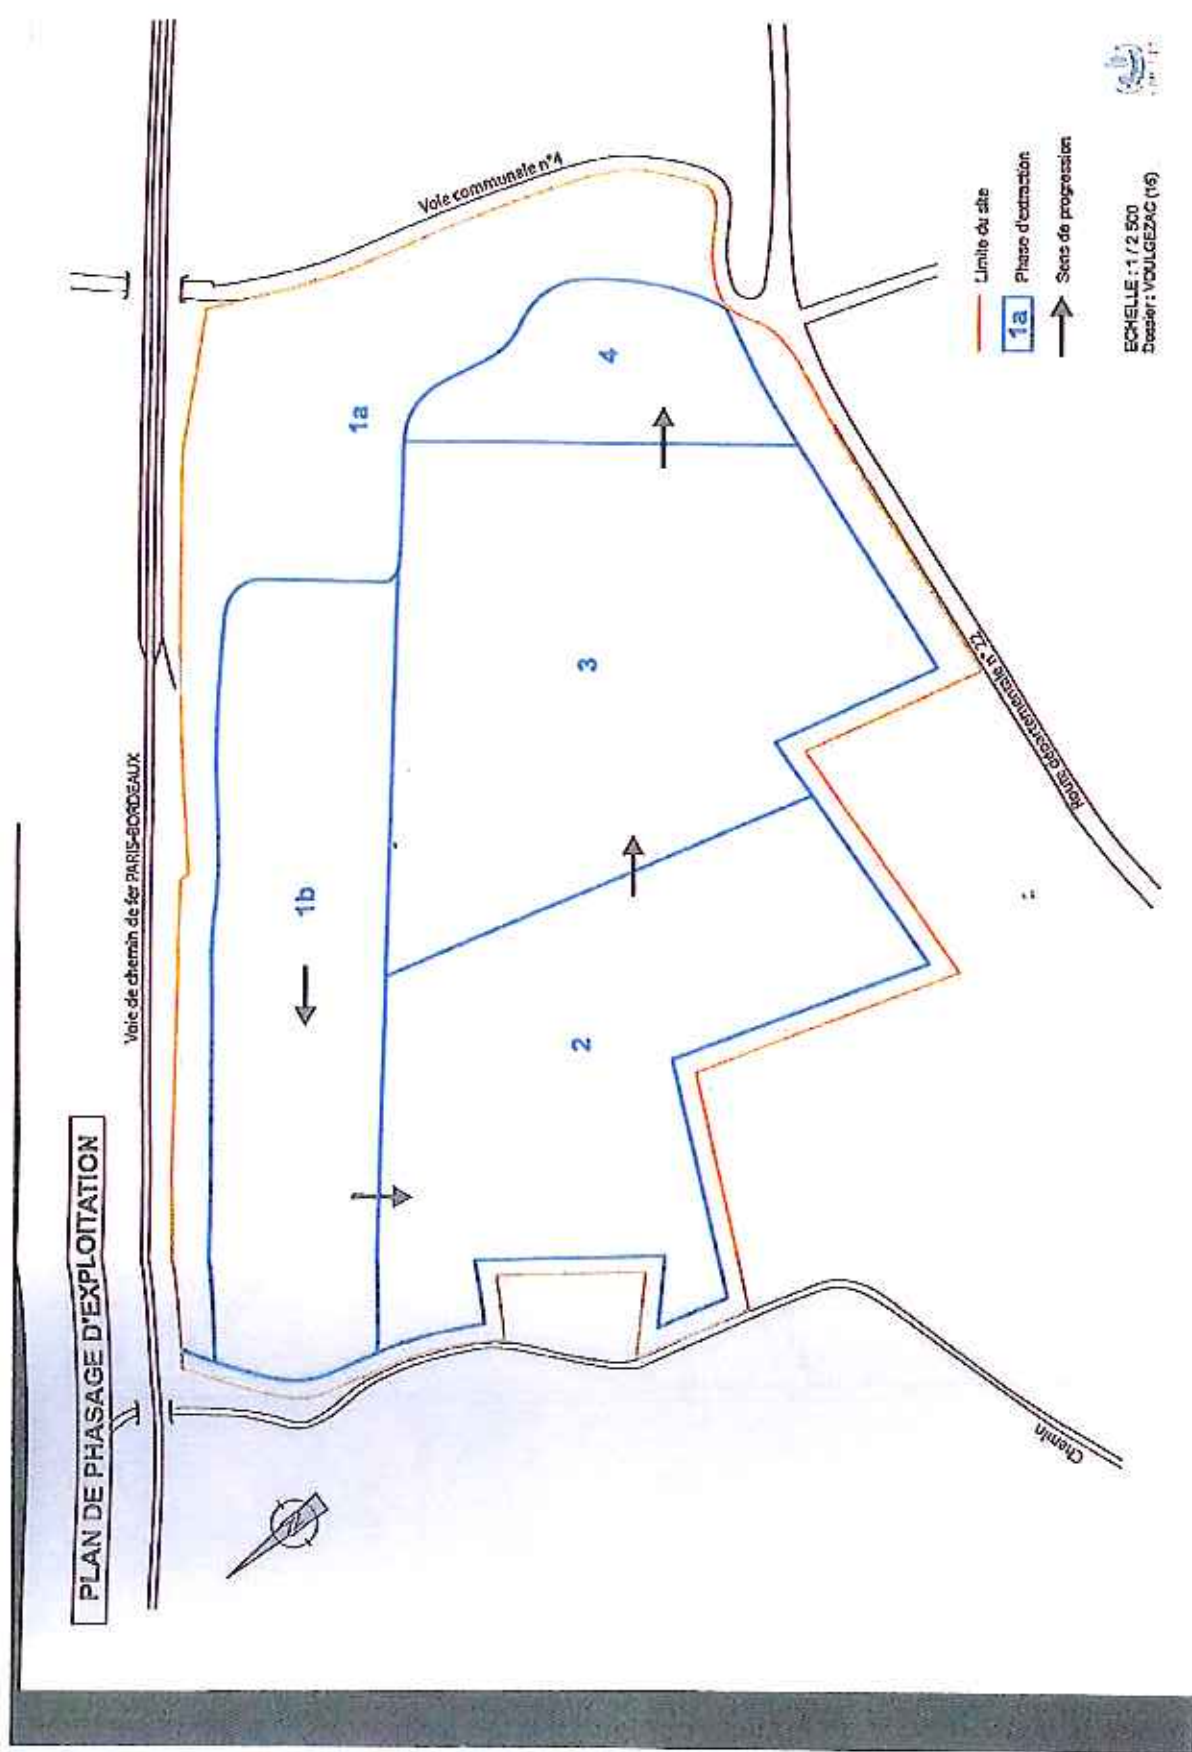 PLAN DE PHASAGE D'EXPLOITATION
Voie de chemin de fer PARIS-BORDEAUX
Voie communale n°4
1a
1b
4
3
2
N
Route départementale n°22
Chemin
Limite du site
1a Phase d'extraction
Sens de progression
ECHELLE : 1 / 2 500
Dossier : VOULGEZAC (16)